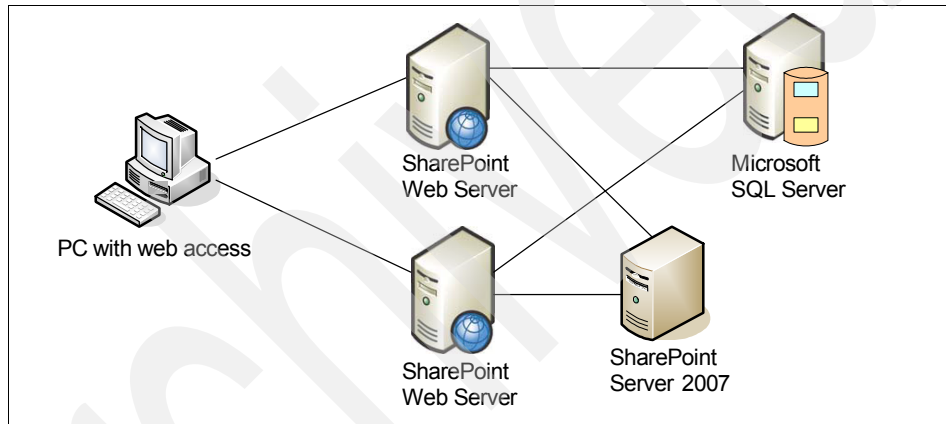 SharePoint
Web Server
Microsoft
SQL Server
PC with web access
SharePoint
Web Server
SharePoint
Server 2007